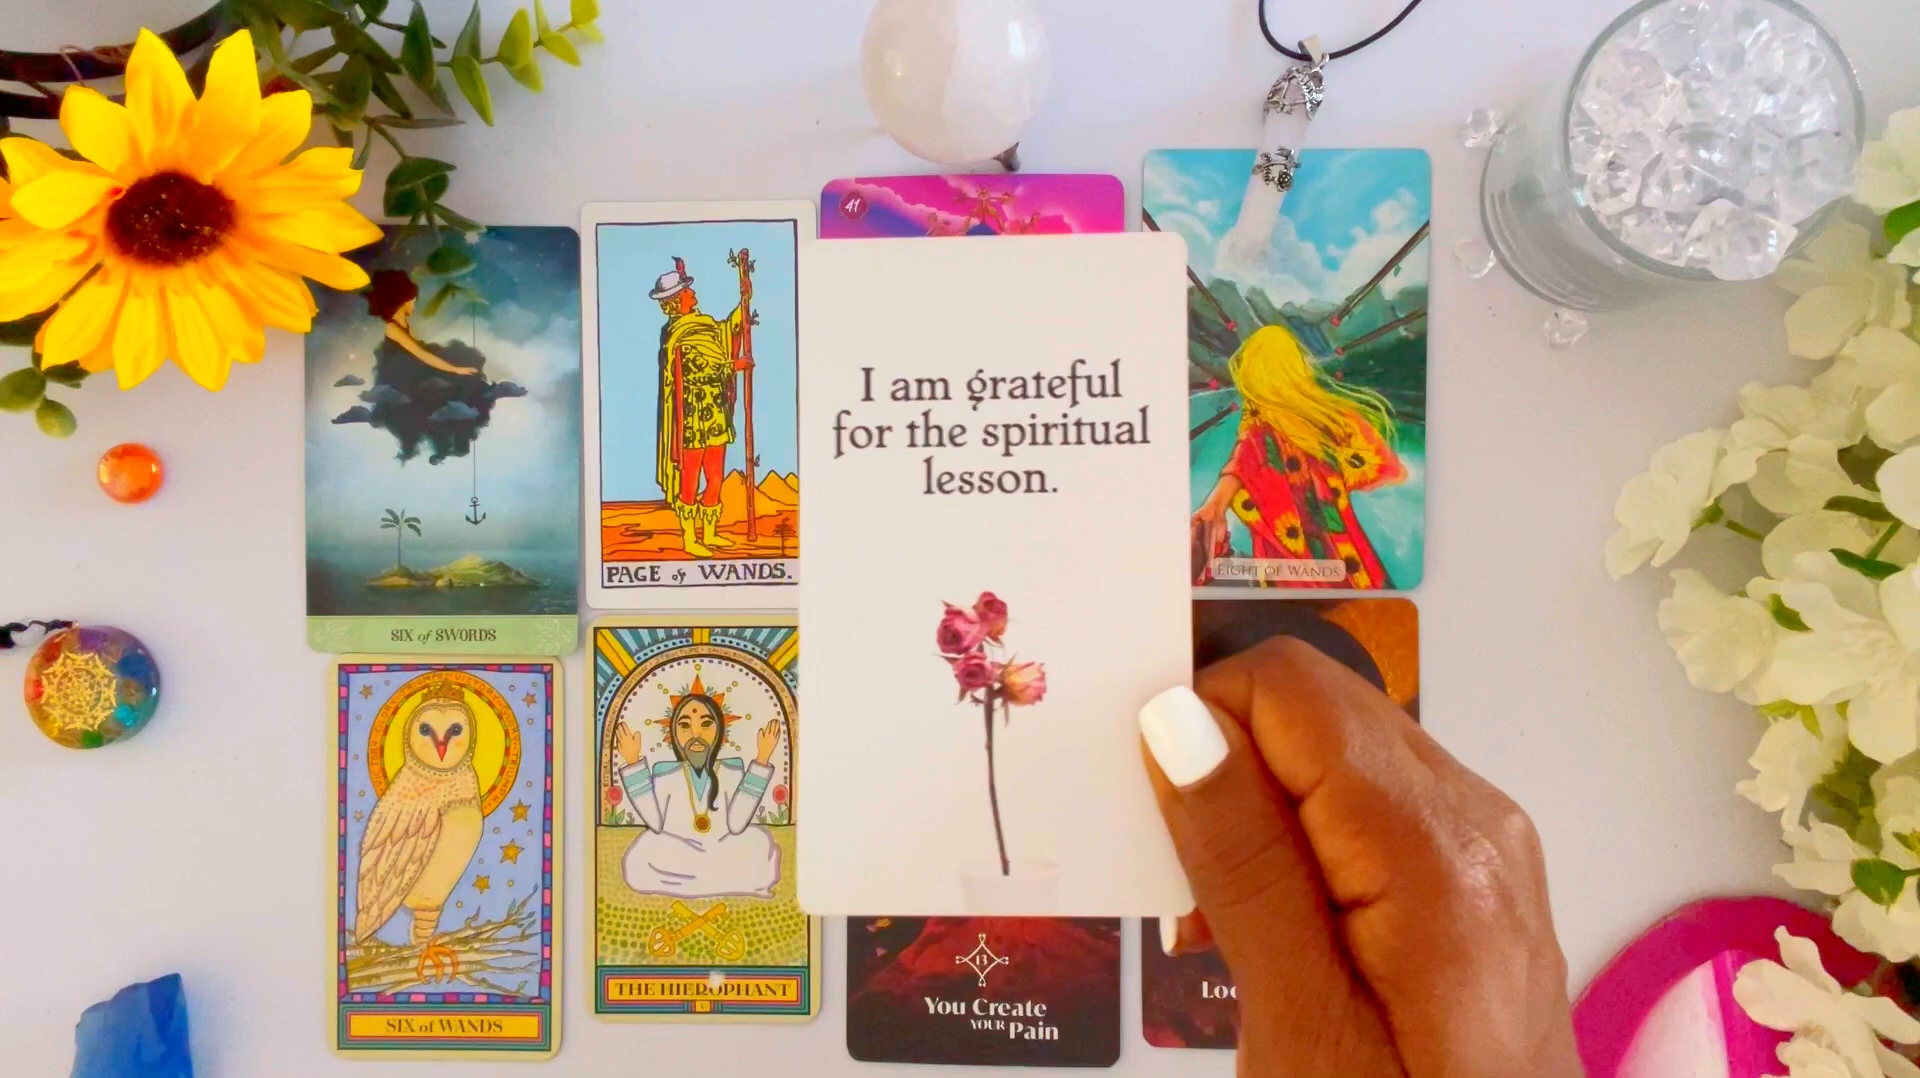 41
I am grateful
for the spiritual
lesson.
SIX of SWORDS
PAGE of WANDS.
EIGHT OF WANDS
SIX of WANDS
THE HIEROPHANT
V
13
You Create
YOUR Pain